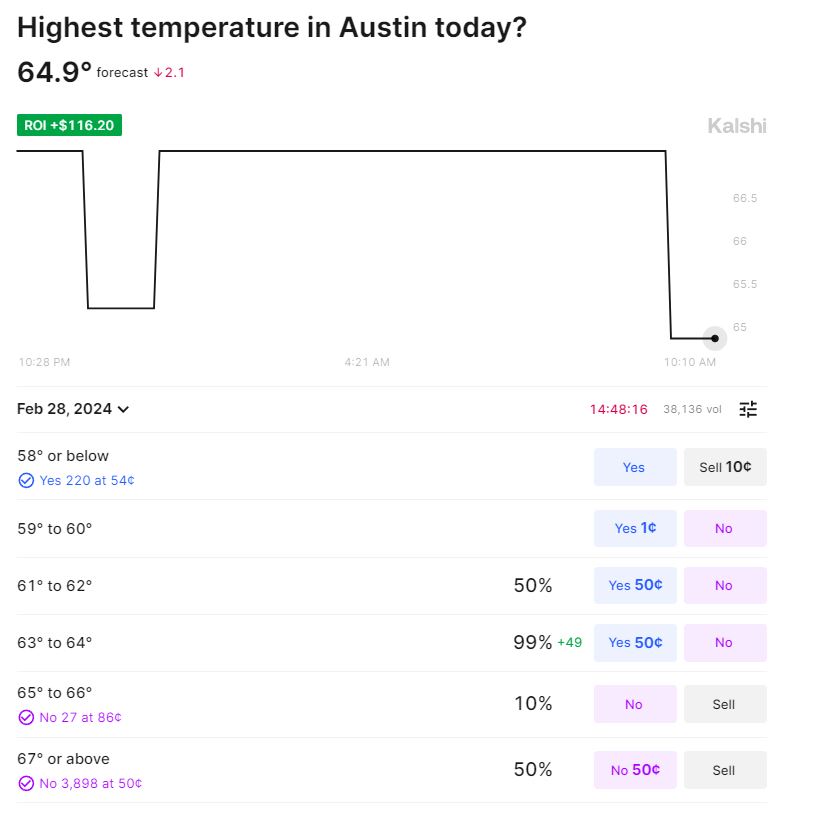 Highest temperature in Austin today?
64.9° forecast ↓2.1
ROI +$116.20
Kalshi
66.5
66
65.5
65
10:28 PM 4:21 AM 10:10 AM
Feb 28, 2024 14:48:16 38,136 vol
58° or below
Yes 220 at 54¢
Yes Sell 10¢
59° to 60° Yes 1¢ No
61° to 62° 50% Yes 50¢ No
63° to 64° 99% +49 Yes 50¢ No
65° to 66°
No 27 at 86¢
10% No Sell
67° or above
No 3,898 at 50¢
50% No 50¢ Sell